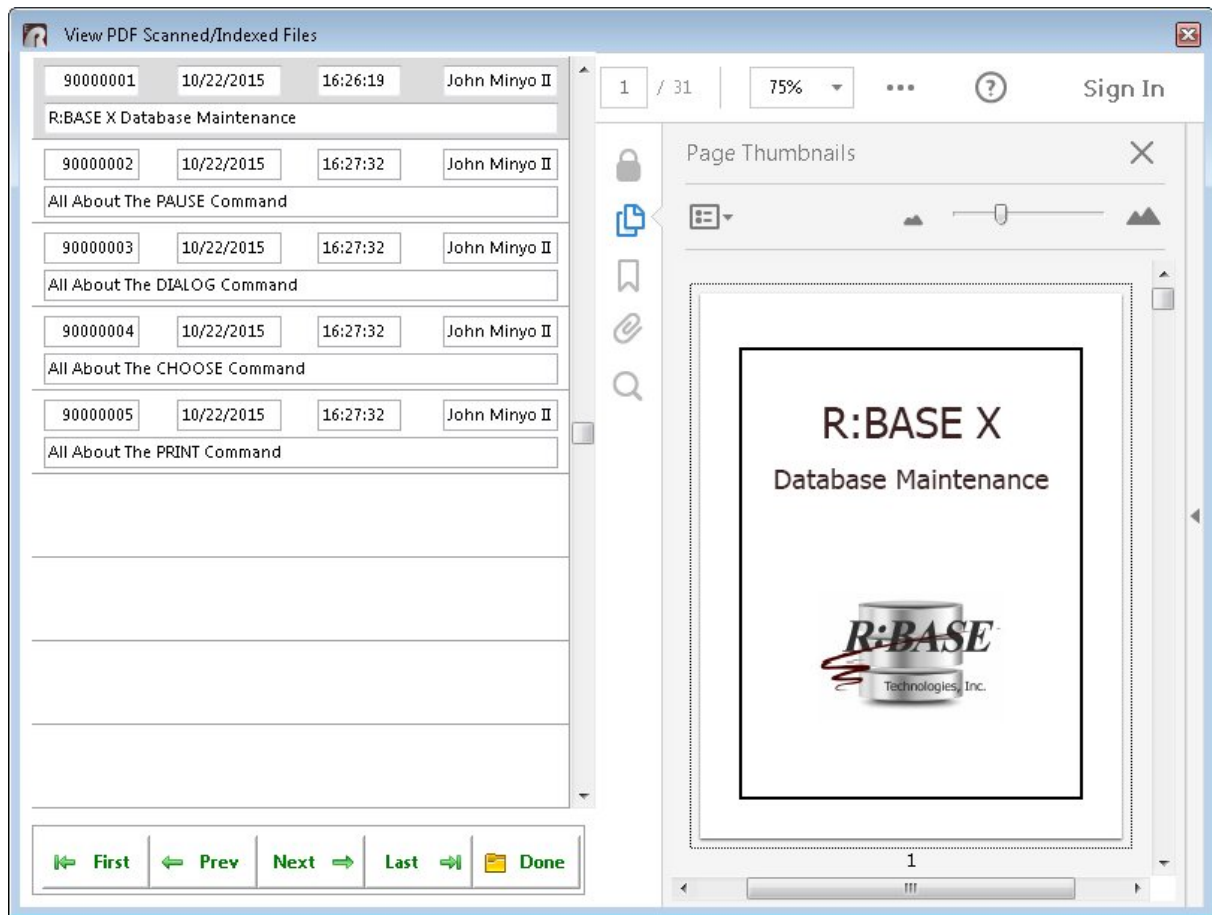 View PDF Scanned/Indexed Files
90000001 10/22/2015 16:26:19 John Minyo II
R:BASE X Database Maintenance
90000002 10/22/2015 16:27:32 John Minyo II
All About The PAUSE Command
90000003 10/22/2015 16:27:32 John Minyo II
All About The DIALOG Command
90000004 10/22/2015 16:27:32 John Minyo II
All About The CHOOSE Command
90000005 10/22/2015 16:27:32 John Minyo II
All About The PRINT Command
First Prev Next Last Done
1 / 31 75% ••• ? Sign In
Page Thumbnails
R:BASE X
Database Maintenance
R:BASE
Technologies, Inc.
1